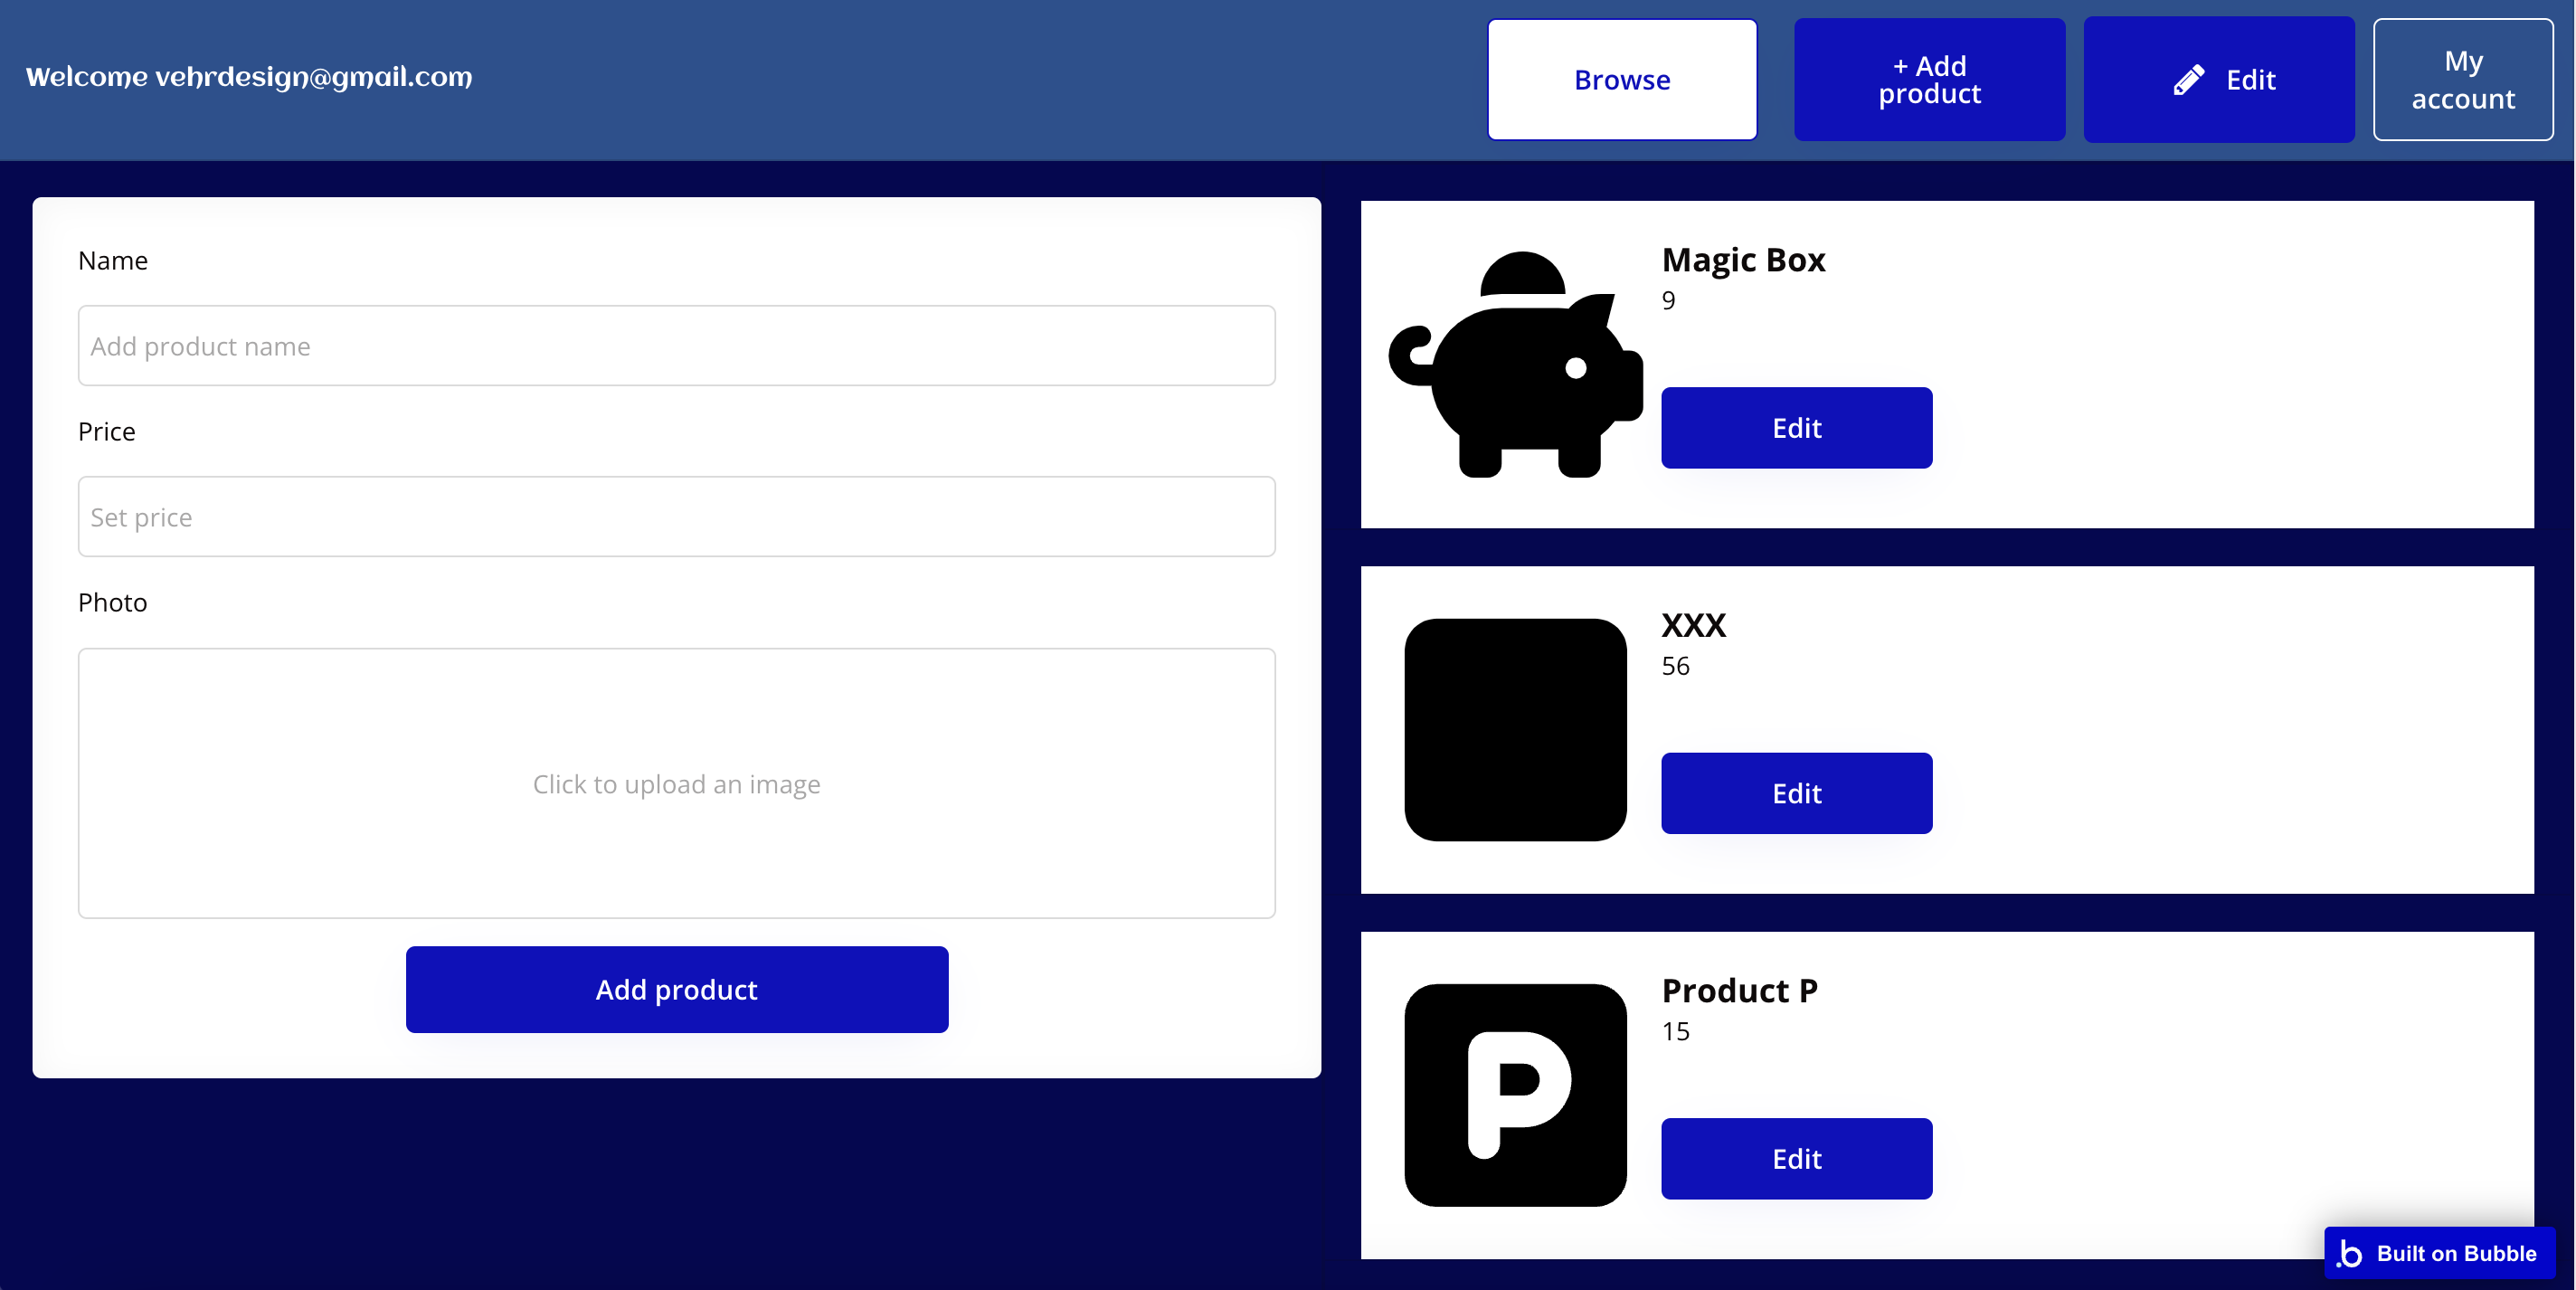 Welcome vehrdesign@gmail.com
Browse
+ Add
product
Edit
My
account
Name
Add product name
Price
Set price
Photo
Click to upload an image
Add product
Magic Box
9
Edit
XXX
56
Edit
P
Product P
15
Edit
Built on Bubble